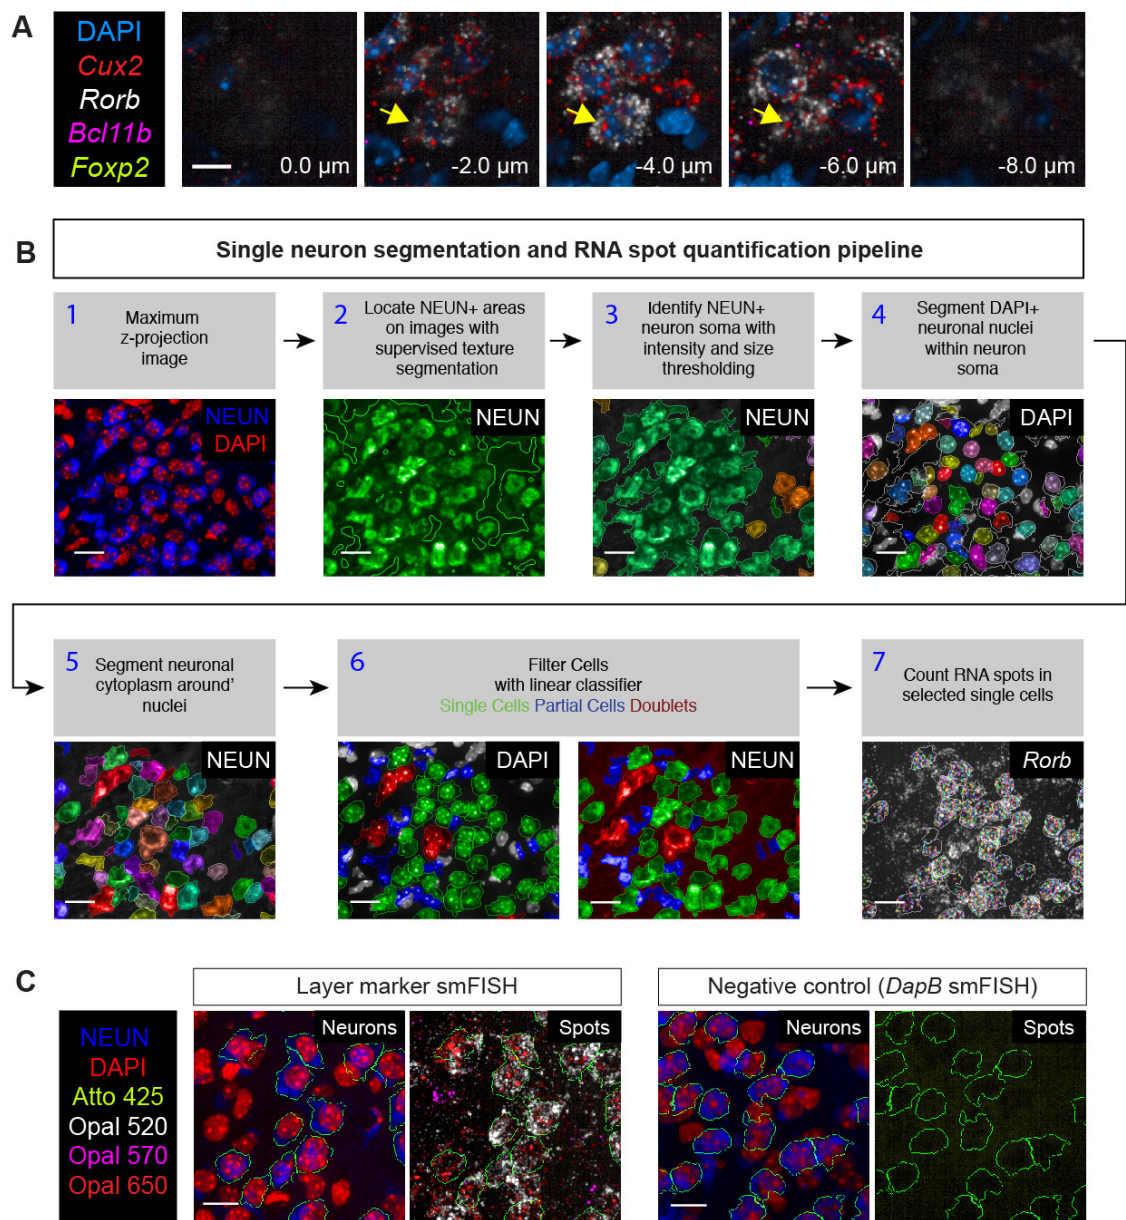 A
DAPI
Cux2
Rorb
Bcl11b
Foxp2
0.0 µm
-2.0 µm
-4.0 µm
-6.0 µm
-8.0 µm
B
Single neuron segmentation and RNA spot quantification pipeline
1
Maximum
z-projection
image
2
Locate NEUN+ areas
on images with
supervised texture
segmentation
3
Identify NEUN+
neuron soma with
intensity and size
thresholding
4
Segment DAPI+
neuronal nuclei
within neuron
soma
NEUN
DAPI
NEUN
NEUN
DAPI
5
Segment neuronal
cytoplasm around'
nuclei
6
Filter Cells
with linear classifier
Single Cells Partial Cells Doublets
7
Count RNA spots in
selected single cells
NEUN
DAPI
NEUN
Rorb
C
Layer marker smFISH
Negative control (DapB smFISH)
NEUN
DAPI
Atto 425
Opal 520
Opal 570
Opal 650
Neurons
Spots
Neurons
Spots